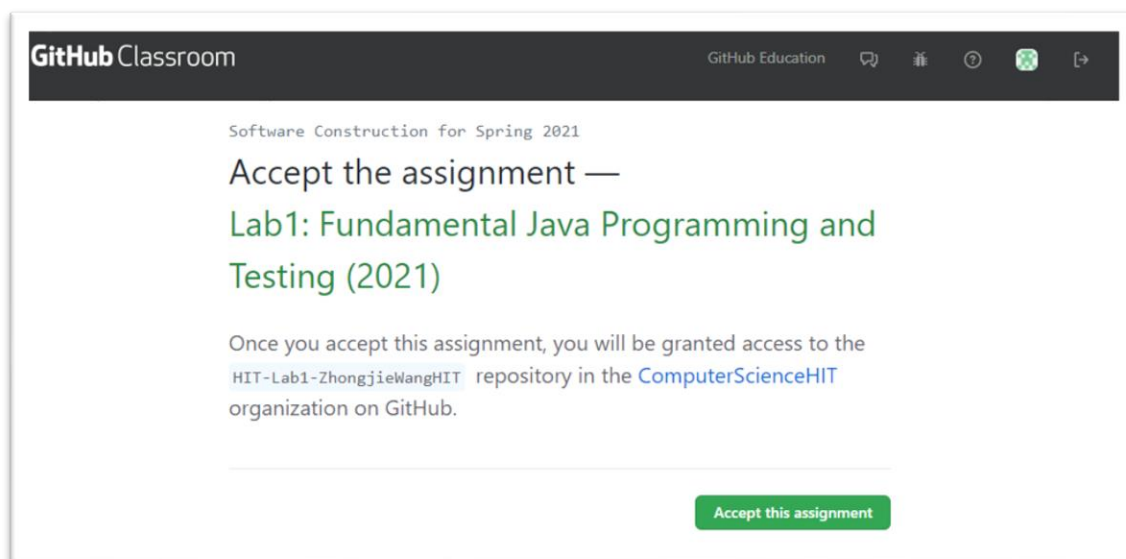 GitHub Classroom
GitHub Education
Software Construction for Spring 2021
Accept the assignment —
Lab1: Fundamental Java Programming and
Testing (2021)
Once you accept this assignment, you will be granted access to the
HIT-Lab1-ZhongjieWangHIT repository in the ComputerScienceHIT
organization on GitHub.
Accept this assignment